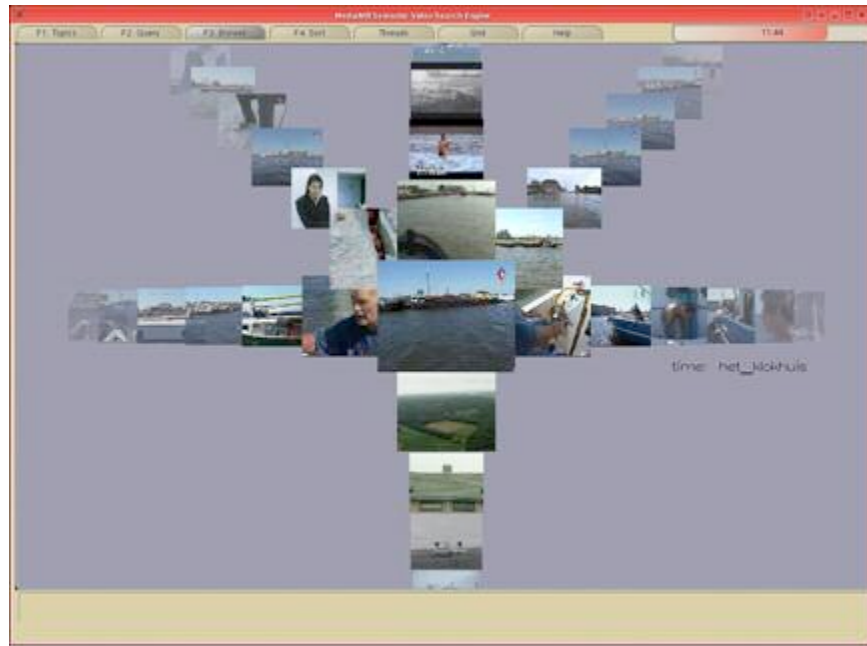 MediaMill Semantic Video Search Engine
F1: Topics F2: Query F3: Browse F4: Sort Threads Grid Help 11:44
time: het_klokhuis